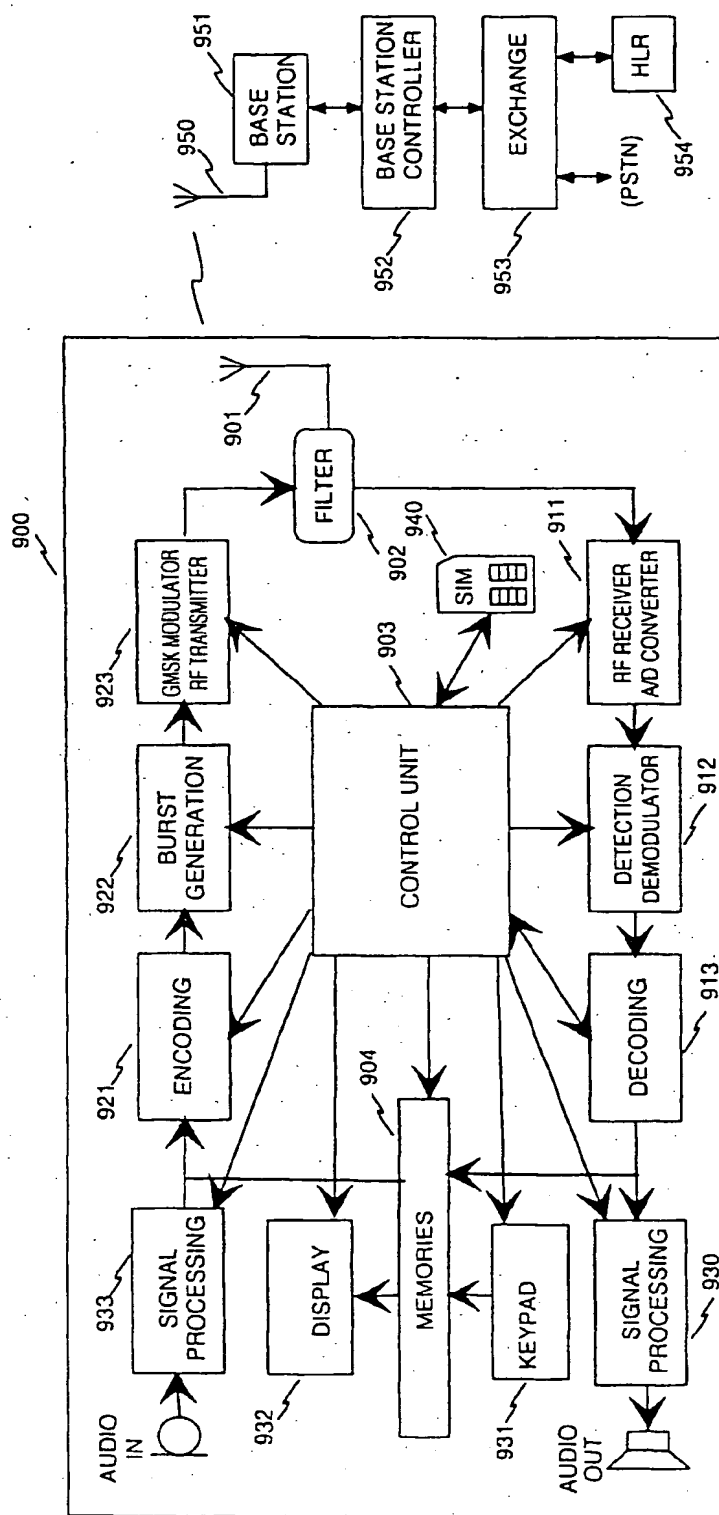 900
AUDIO
IN
933
SIGNAL
PROCESSING
921
ENCODING
922
BURST
GENERATION
923
GMSK MODULATOR
RF TRANSMITTER
901
FILTER
902
932
DISPLAY
904
MEMORIES
CONTROL UNIT
903
940
SIM
931
KEYPAD
AUDIO
OUT
SIGNAL
PROCESSING
930
DECODING
913
DETECTION
DEMODULATOR
912
RF RECEIVER
A/D CONVERTER
911
950
BASE
STATION
951
BASE STATION
CONTROLLER
952
EXCHANGE
953
(PSTN)
HLR
954